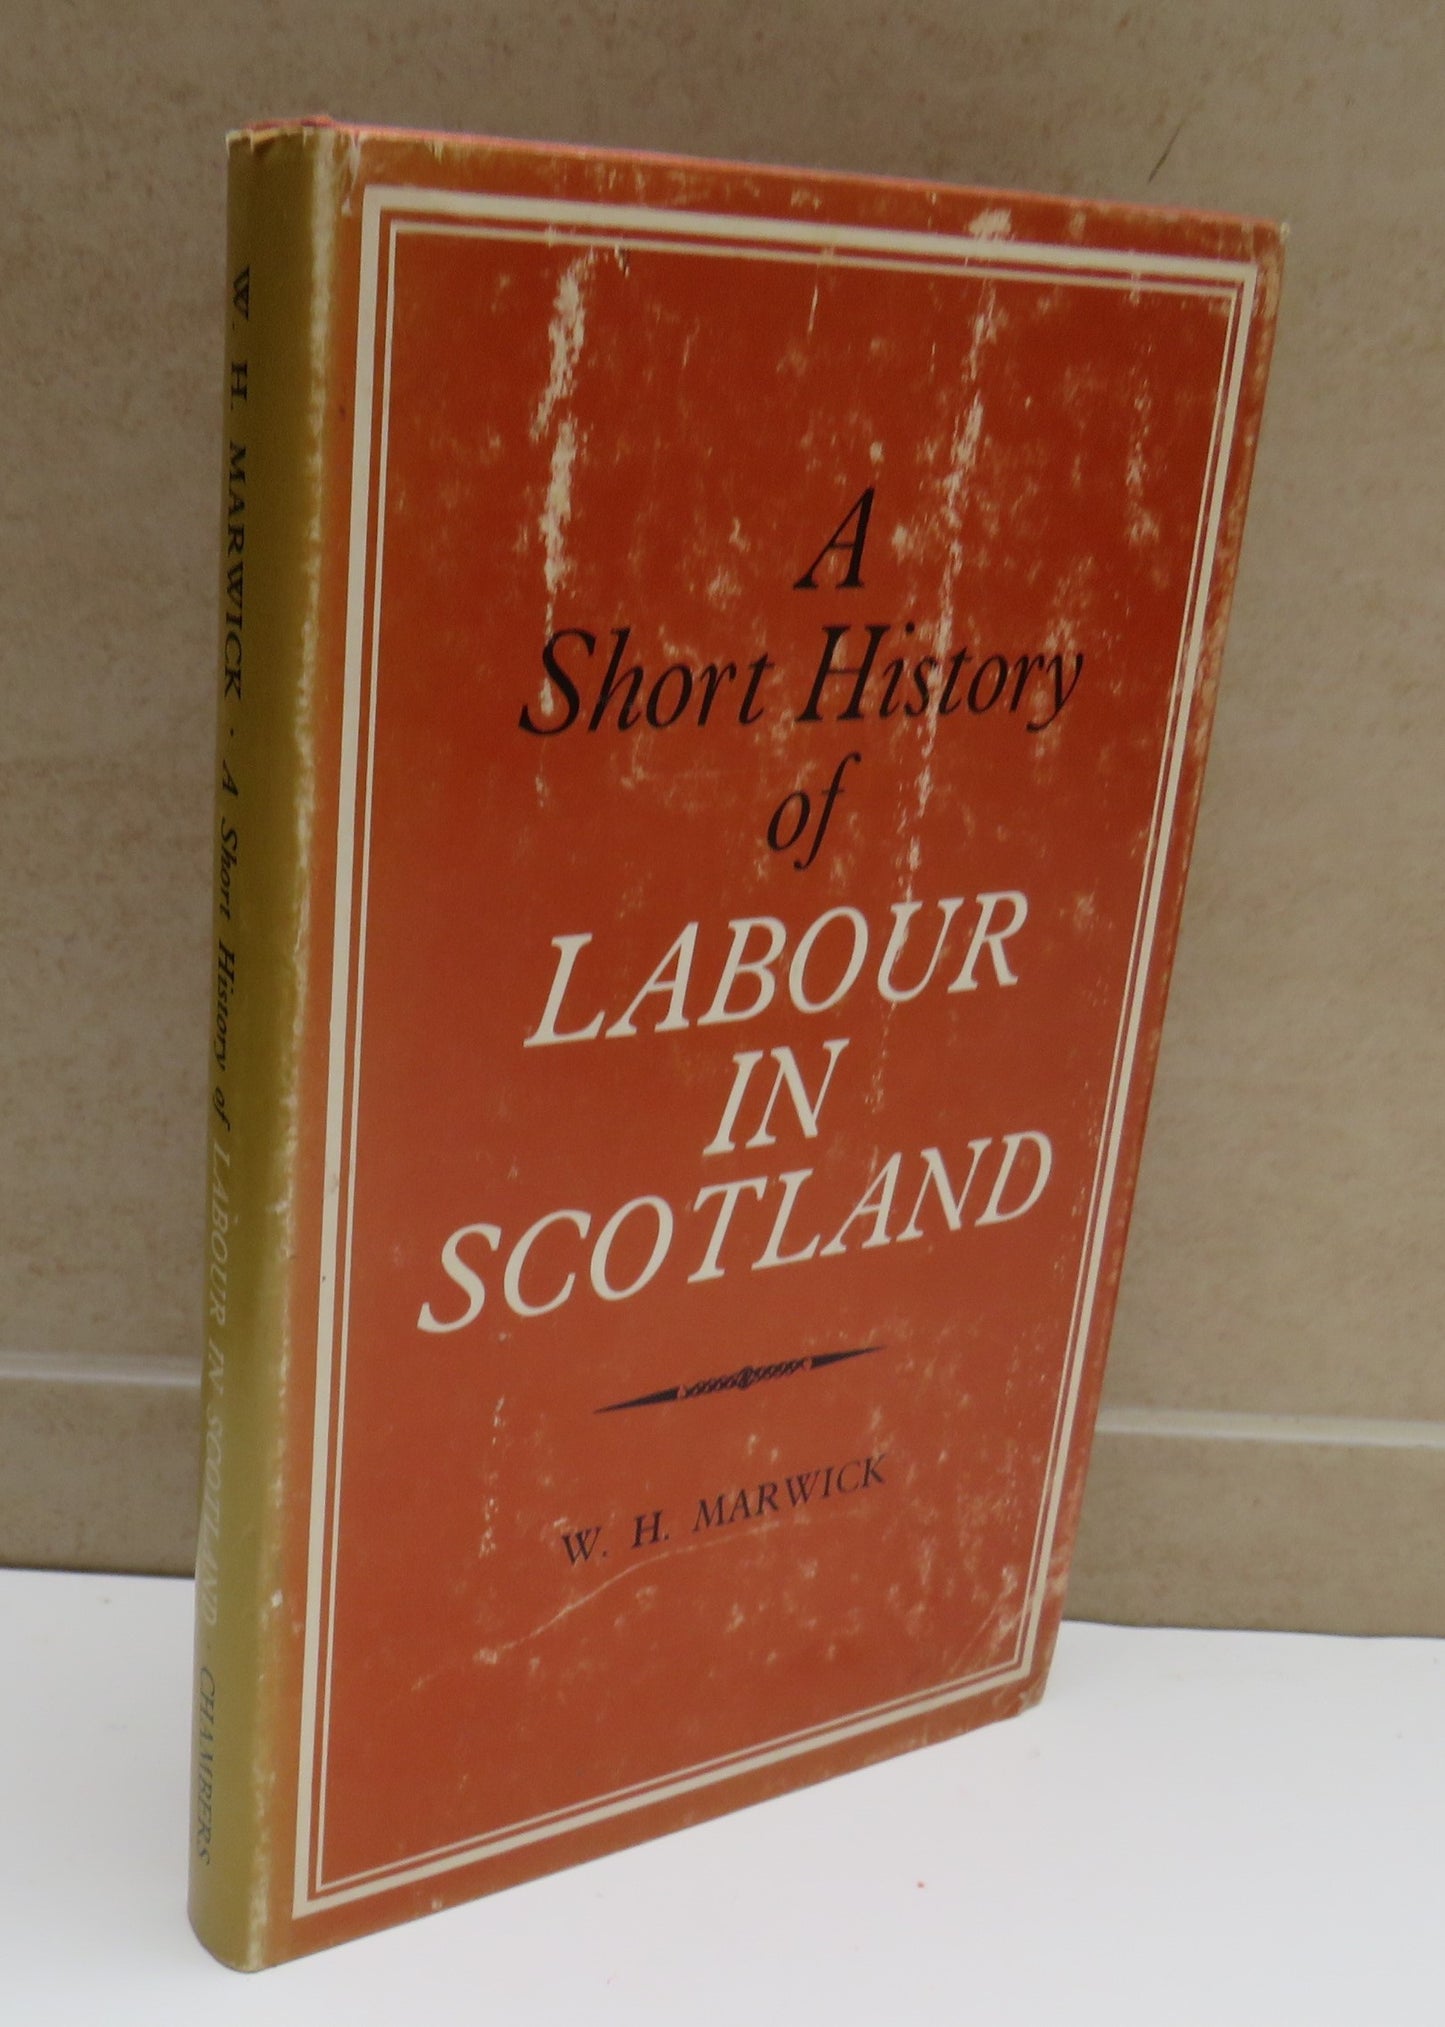 W. H. MARWICK · A Short History of LABOUR IN SCOTLAND · CHAMBERS
A
Short History
of
LABOUR
IN
SCOTLAND
W. H. MARWICK